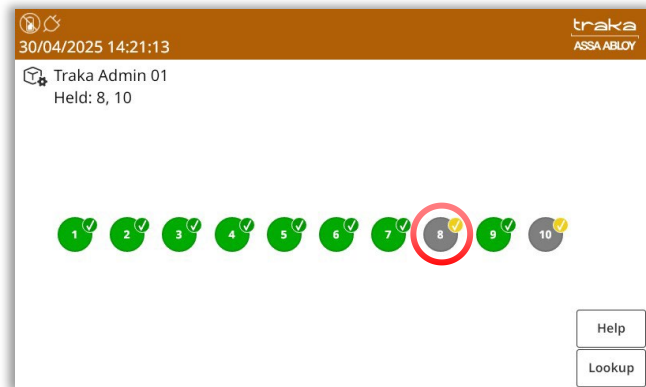 traka
30/04/2025 14:21:13
ASSA ABLOY
Traka Admin 01
Held: 8, 10
1 2 3 4 5 6 7 8 9 10
Help
Lookup